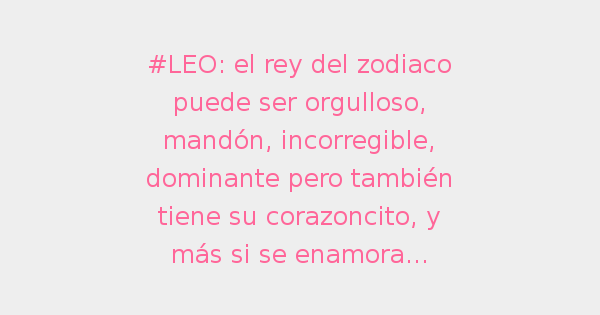 #LEO: el rey del zodiaco
puede ser orgulloso,
mandón, incorregible,
dominante pero también
tiene su corazoncito, y
más si se enamora...